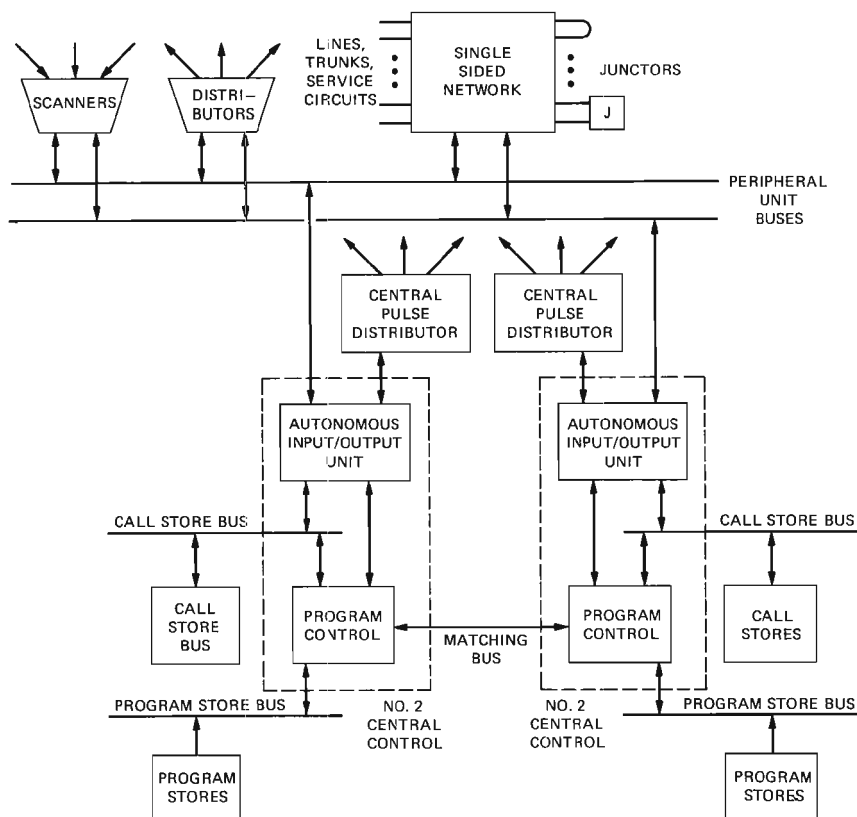 LINES,
TRUNKS,
SERVICE
CIRCUITS
SINGLE
SIDED
NETWORK
JUNCTORS
J
SCANNERS
DISTRI–
BUTORS
PERIPHERAL
UNIT
BUSES
CENTRAL
PULSE
DISTRIBUTOR
CENTRAL
PULSE
DISTRIBUTOR
AUTONOMOUS
INPUT/OUTPUT
UNIT
AUTONOMOUS
INPUT/OUTPUT
UNIT
CALL STORE BUS
CALL STORE BUS
CALL
STORE
BUS
PROGRAM
CONTROL
MATCHING
BUS
PROGRAM
CONTROL
CALL
STORES
PROGRAM STORE BUS
NO. 2
CENTRAL
CONTROL
NO. 2
CENTRAL
CONTROL
PROGRAM STORE BUS
PROGRAM
STORES
PROGRAM
STORES